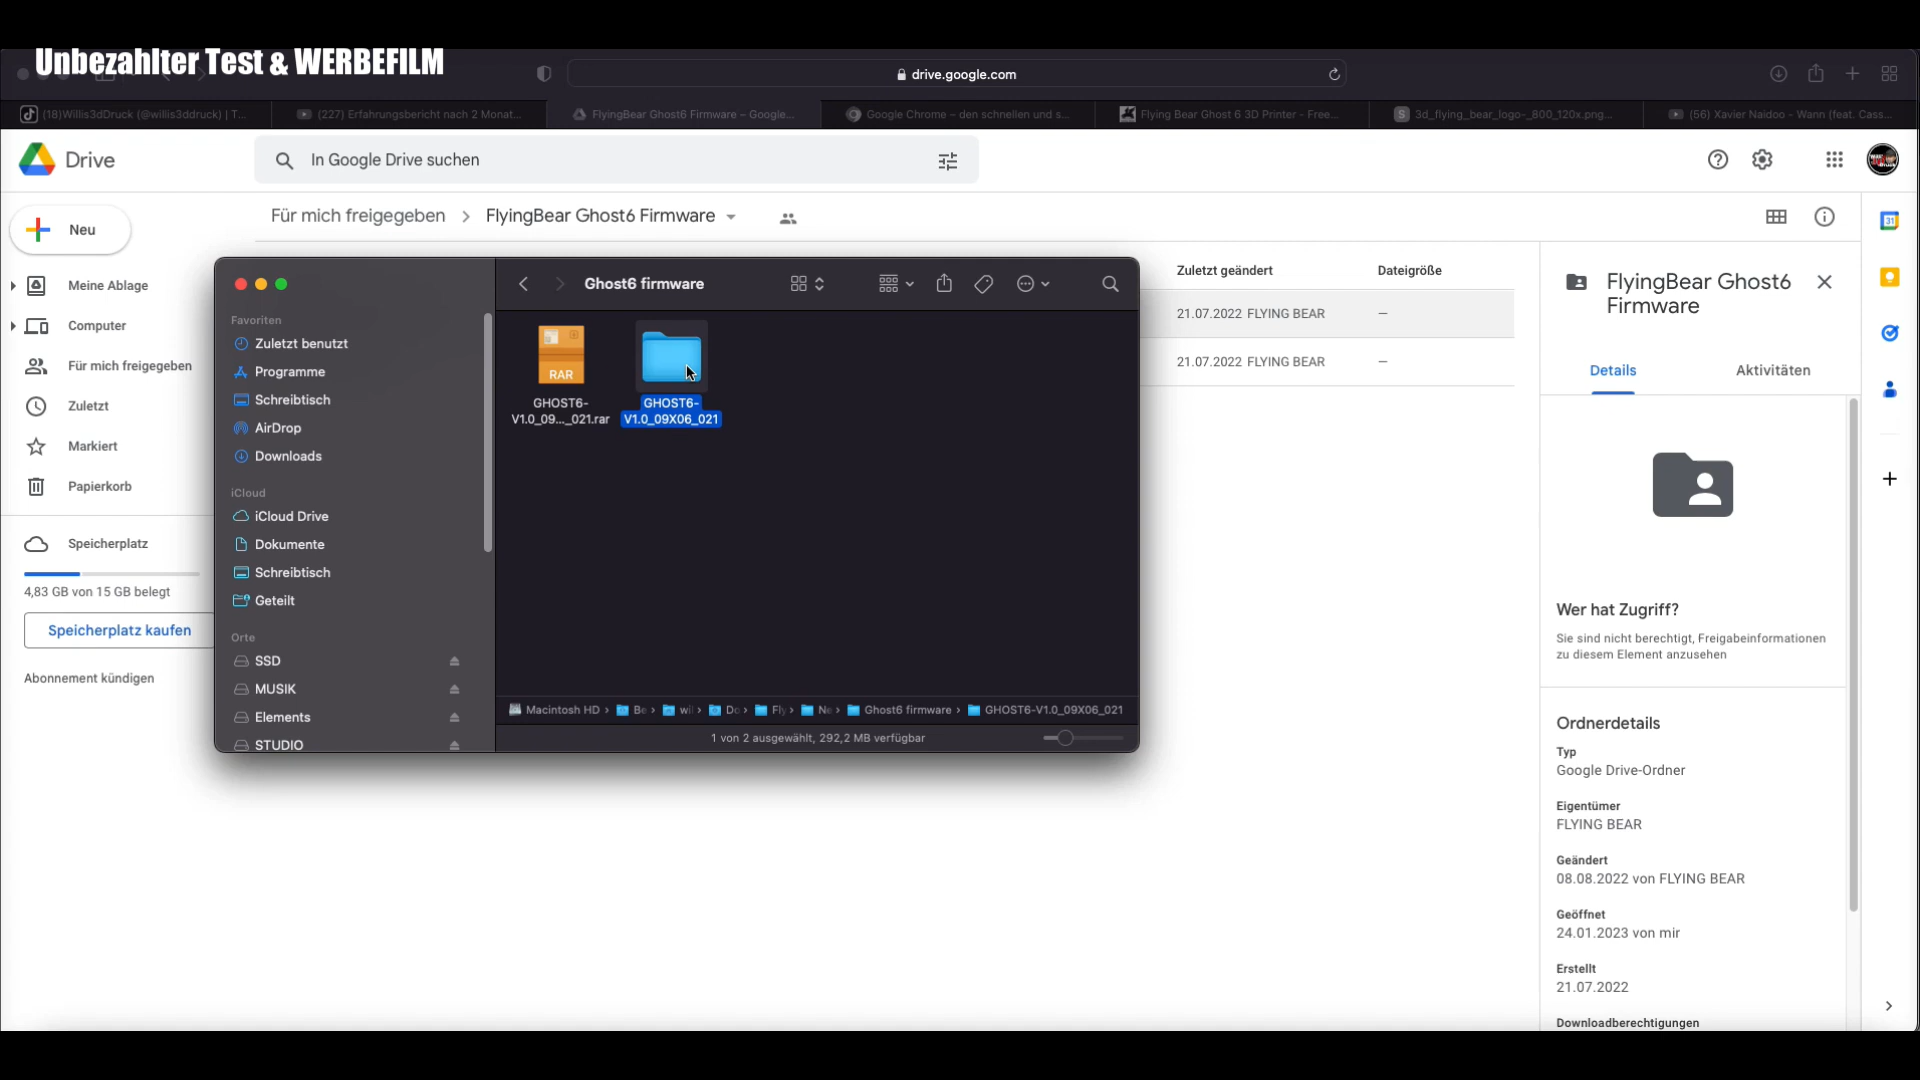 Unbezahlter Test & WERBEFILM
drive.google.com
(18)Willis3dDruck (@willis3ddruck) | T...
(227) Erfahrungsbericht nach 2 Monat...
FlyingBear Ghost6 Firmware – Google...
Google Chrome – den schnellen und s...
Flying Bear Ghost 6 3D Printer - Free...
S 3d_flying_bear_logo-_800_120x.png...
(56) Xavier Naidoo - Wann (feat. Cass...
Drive
In Google Drive suchen
Neu
Für mich freigegeben
FlyingBear Ghost6 Firmware
Meine Ablage
Computer
Für mich freigegeben
Zuletzt
Markiert
Papierkorb
Speicherplatz
4,83 GB von 15 GB belegt
Speicherplatz kaufen
Abonnement kündigen
Ghost6 firmware
Favoriten
Zuletzt benutzt
Programme
Schreibtisch
AirDrop
Downloads
iCloud
iCloud Drive
Dokumente
Schreibtisch
Geteilt
Orte
SSD
MUSIK
Elements
STUDIO
RAR
GHOST6-
V1.0_09..._021.rar
GHOST6-
V1.0_09X06_021
Macintosh HD › Be › wil › Do › Fly › Ne › Ghost6 firmware › GHOST6-V1.0_09X06_021
1 von 2 ausgewählt, 292,2 MB verfügbar
Zuletzt geändert
Dateigröße
21.07.2022 FLYING BEAR
—
21.07.2022 FLYING BEAR
—
FlyingBear Ghost6
Firmware
Details
Aktivitäten
Wer hat Zugriff?
Sie sind nicht berechtigt, Freigabeinformationen
zu diesem Element anzusehen
Ordnerdetails
Typ
Google Drive-Ordner
Eigentümer
FLYING BEAR
Geändert
08.08.2022 von FLYING BEAR
Geöffnet
24.01.2023 von mir
Erstellt
21.07.2022
Downloadberechtigungen
31